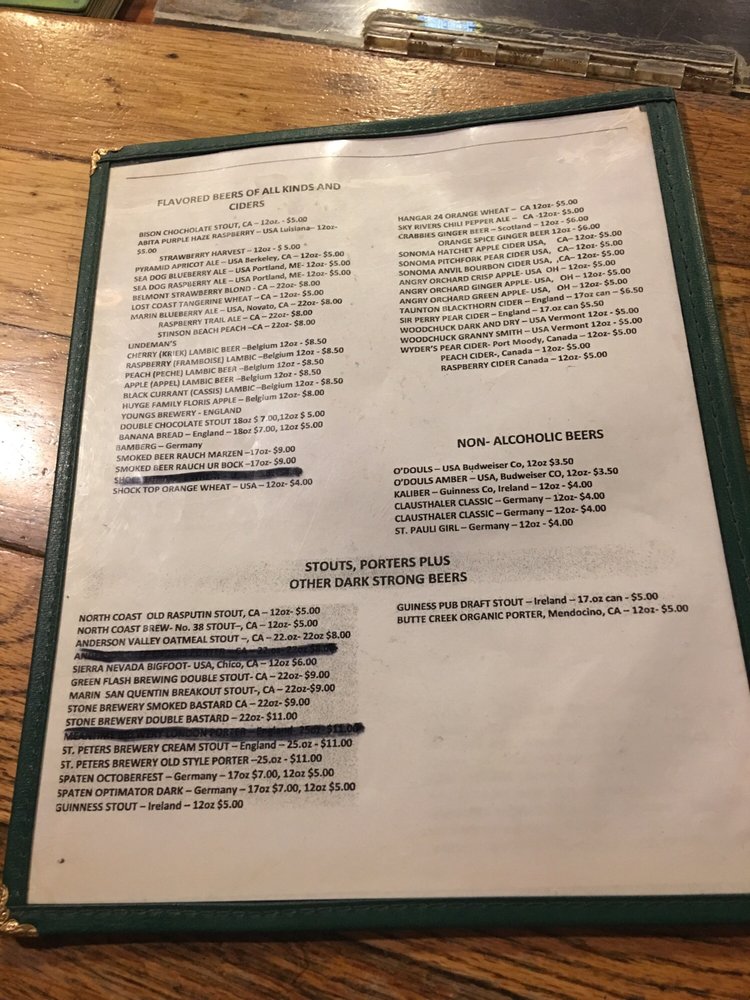 FLAVORED BEERS OF ALL KINDS AND
CIDERS
BISON CHOCHOLATE STOUT, CA – 12oz. - $5.00
ABITA PURPLE HAZE RASPBERRY – USA Luisiana– 12oz-
$5.00
STRAWBERRY HARVEST – 12oz - $ 5.00
PYRAMID APRICOT ALE – USA Berkeley, CA – 12oz- $5.00
SEA DOG BLUEBERRY ALE – USA Portland, ME- 12oz- $5.00
SEA DOG RASPBERRY ALE – USA Portland, ME- 12oz- $5.00
BELMONT STRAWBERRY BLOND - CA – 22oz- $8.00
LOST COAST TANGERINE WHEAT – CA – 12oz- $5.00
MARIN BLUEBERRY ALE – USA, Novato, CA – 22oz- $8.00
RASPBERRY TRAIL ALE – CA – 22oz- $8.00
STINSON BEACH PEACH –CA – 22oz- $8.00
LINDEMAN'S
CHERRY (KRIEK) LAMBIC BEER –Belgium 12oz - $8.50
RASPBERRY (FRAMBOISE) LAMBIC –Belgium 12oz- $8.50
PEACH (PECHE) LAMBIC BEER –Belgium 12oz- $8.50
APPLE (APPEL) LAMBIC BEER –Belgium 12oz - $8.50
BLACK CURRANT (CASSIS) LAMBIC –Belgium 12oz- $8.50
HUYGE FAMILY FLORIS APPLE – Belgium 12oz- $8.00
YOUNGS BREWERY - ENGLAND
DOUBLE CHOCOLATE STOUT 18oz $ 7.00,12oz $ 5.00
BANANA BREAD – England – 18oz $7.00, 12oz $5.00
BAMBERG – Germany
SMOKED BEER RAUCH MARZEN –17oz- $9.00
SMOKED BEER RAUCH UR BOCK –17oz- $9.00
SHOCK TOP ORANGE WHEAT – USA – 12oz- $4.00
HANGAR 24 ORANGE WHEAT – CA 12oz- $5.00
SKY RIVERS CHILI PEPPER ALE – CA -12oz- $5.00
CRABBIES GINGER BEER – Scotland – 12oz - $6.00
ORANGE SPICE GINGER BEER 12oz - $6.00
SONOMA HATCHET APPLE CIDER USA, CA– 12oz- $5.00
SONOMA PITCHFORK PEAR CIDER USA, CA– 12oz- $5.00
SONOMA ANVIL BOURBON CIDER USA, ,CA– 12oz- $5.00
ANGRY ORCHARD CRISP APPLE- USA OH – 12oz- $5.00
ANGRY ORCHARD GINGER APPLE- USA, OH – 12oz- $5.00
ANGRY ORCHARD GREEN APPLE- USA, OH – 12oz- $5.00
TAUNTON BLACKTHORN CIDER – England – 17oz can – $6.50
SIR PERRY PEAR CIDER – England – 17.oz can $5.50
WOODCHUCK DARK AND DRY – USA Vermont 12oz - $5.00
WOODCHUCK GRANNY SMITH – USA Vermont 12oz - $5.00
WYDER'S PEAR CIDER- Port Moody, Canada – 12oz- $5.00
PEACH CIDER-, Canada – 12oz- $5.00
RASPBERRY CIDER Canada – 12oz- $5.00
NON- ALCOHOLIC BEERS
O'DOULS – USA Budweiser Co, 12oz $3.50
O'DOULS AMBER – USA, Budweiser CO, 12oz- $3.50
KALIBER – Guinness Co, Ireland – 12oz - $4.00
CLAUSTHALER CLASSIC – Germany – 12oz- $4.00
CLAUSTHALER CLASSIC – Germany – 12oz- $4.00
ST. PAULI GIRL – Germany – 12oz - $4.00
STOUTS, PORTERS PLUS
OTHER DARK STRONG BEERS
NORTH COAST OLD RASPUTIN STOUT, CA – 12oz- $5.00
NORTH COAST BREW- No. 38 STOUT–, CA – 12oz- $5.00
ANDERSON VALLEY OATMEAL STOUT –, CA – 22.oz- 22oz $8.00
SIERRA NEVADA BIGFOOT- USA, Chico, CA – 12oz $6.00
GREEN FLASH BREWING DOUBLE STOUT- CA – 22oz- $9.00
MARIN SAN QUENTIN BREAKOUT STOUT-, CA – 22oz-$9.00
STONE BREWERY SMOKED BASTARD CA – 22oz- $9.00
STONE BREWERY DOUBLE BASTARD – 22oz- $11.00
LONDON PORTER – England 25oz - $11.00
ST. PETERS BREWERY CREAM STOUT – England – 25.oz - $11.00
ST. PETERS BREWERY OLD STYLE PORTER –25.oz - $11.00
SPATEN OCTOBERFEST – Germany – 17oz $7.00, 12oz $5.00
SPATEN OPTIMATOR DARK – Germany – 17oz $7.00, 12oz $5.00
GUINNESS STOUT – Ireland – 12oz $5.00
GUINESS PUB DRAFT STOUT – Ireland – 17.oz can - $5.00
BUTTE CREEK ORGANIC PORTER, Mendocino, CA – 12oz- $5.00